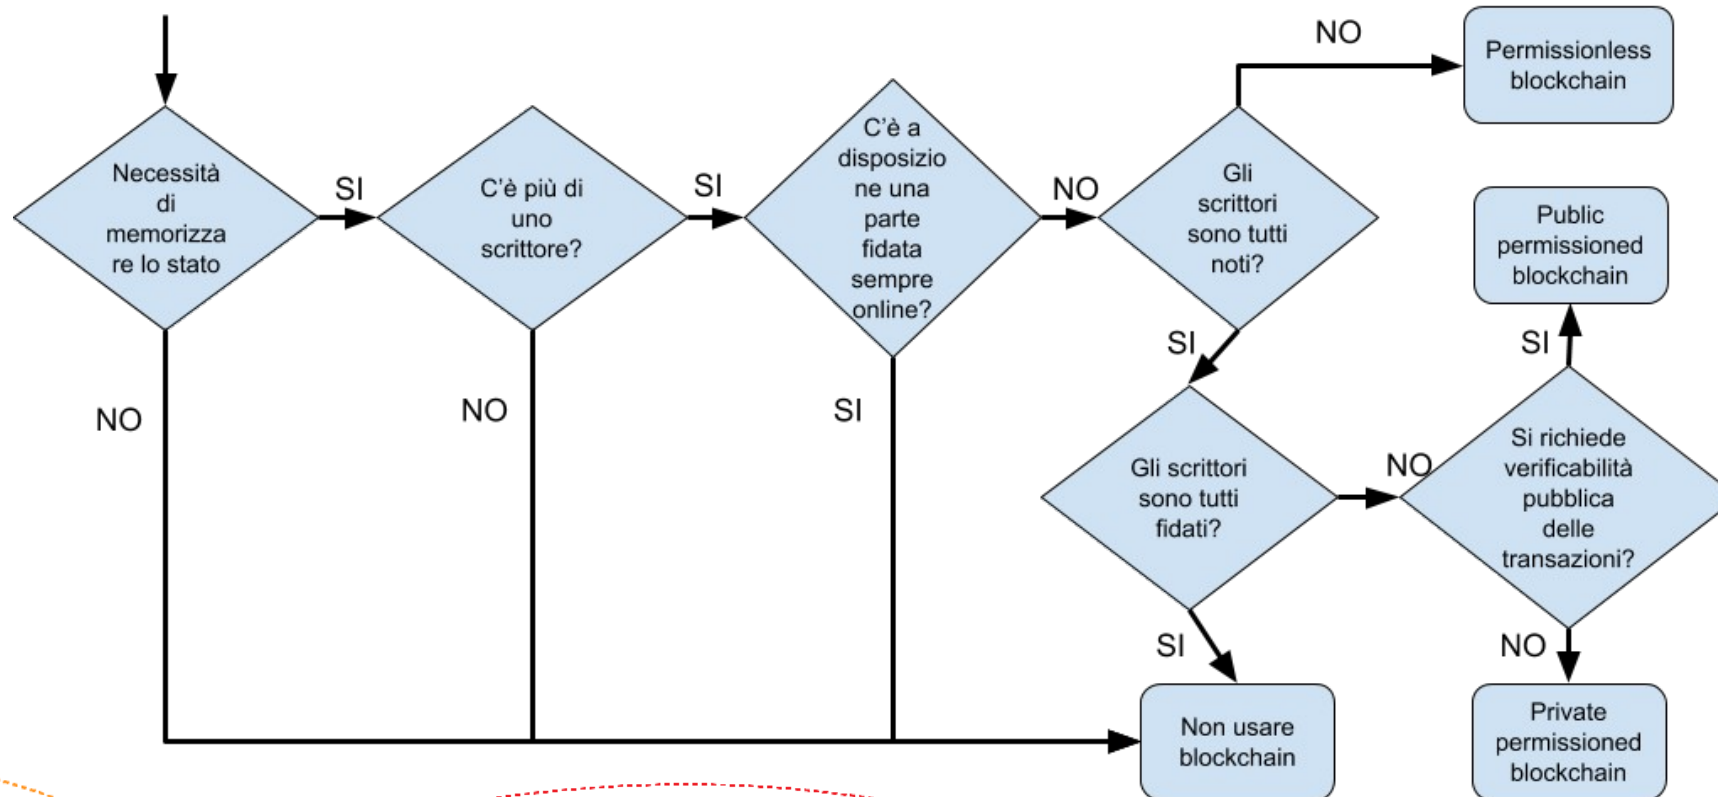 Necessità
di
memorizza
re lo stato
SI
NO
C'è più di
uno
scrittore?
SI
NO
C'è a
disposizio
ne una
parte
fidata
sempre
online?
NO
SI
Gli
scrittori
sono tutti
noti?
NO
Permissionless
blockchain
SI
Gli scrittori
sono tutti
fidati?
NO
SI
Non usare
blockchain
Si richiede
verificabilità
pubblica
delle
transazioni?
SI
Public
permissioned
blockchain
NO
Private
permissioned
blockchain